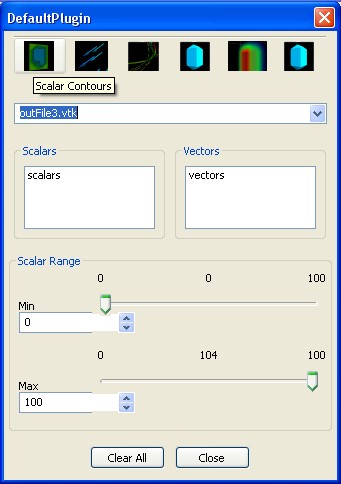 DefaultPlugin
Scalar Contours
outFile3.vtk
Scalars
Vectors
scalars
vectors
Scalar Range
0 0 100
Min
0
0 104 100
Max
100
Clear All
Close